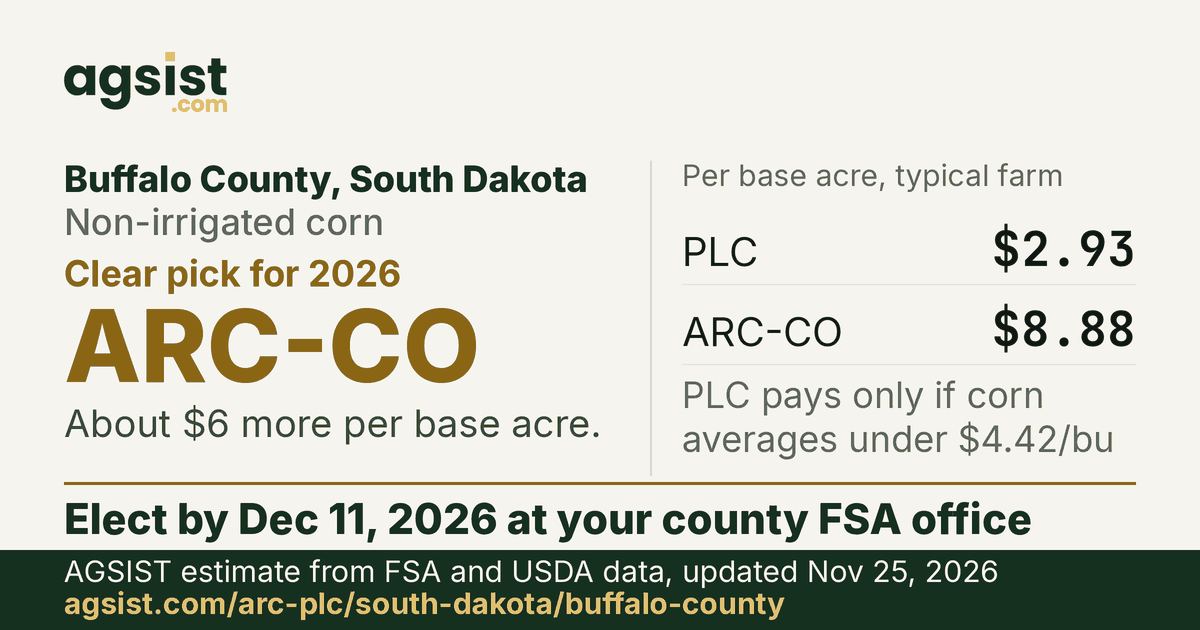 agsist
.com
Buffalo County, South Dakota
Non-irrigated corn
Clear pick for 2026
ARC-CO
About $6 more per base acre.
Per base acre, typical farm
PLC $2.93
ARC-CO $8.88
PLC pays only if corn
averages under $4.42/bu
Elect by Dec 11, 2026 at your county FSA office
AGSIST estimate from FSA and USDA data, updated Nov 25, 2026
agsist.com/arc-plc/south-dakota/buffalo-county